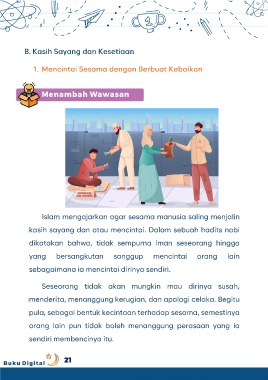 B. Kasih Sayang dan Kesetiaan
1. Mencintai Sesama dengan Berbuat Kebaikan
Menambah Wawasan
Islam mengajarkan agar sesama manusia saling menjalin
kasih sayang dan atau mencintai. Dalam sebuah hadits nabi
dikatakan bahwa, tidak sempurna iman seseorang hingga
yang bersangkutan sanggup mencintai orang lain
sebagaimana ia mencintai dirinya sendiri.
Seseorang tidak akan mungkin mau dirinya susah,
menderita, menanggung kerugian, dan apalagi celaka. Begitu
pula, sebagai bentuk kecintaan terhadap sesama, semestinya
orang lain pun tidak boleh menanggung perasaan yang ia
sendiri membencinya itu.
Buku Digital 21